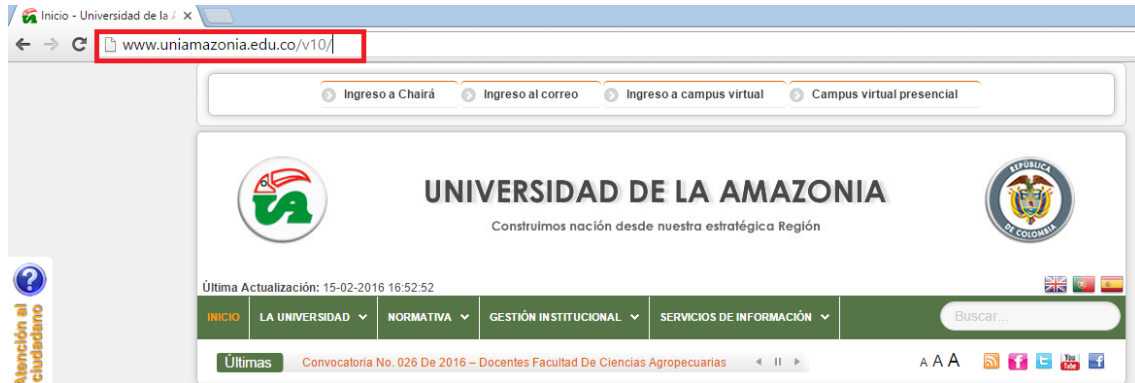 Inicio - Universidad de la A
www.uniamazonia.edu.co/v10/
Ingreso a Chairá Ingreso al correo Ingreso a campus virtual Campus virtual presencial
UNIVERSIDAD DE LA AMAZONIA
Construimos nación desde nuestra estratégica Región
REPÚBLICA
DE COLOMBIA
Atención al
ciudadano
Última Actualización: 15-02-2016 16:52:52
INICIO LA UNIVERSIDAD NORMATIVA GESTIÓN INSTITUCIONAL SERVICIOS DE INFORMACIÓN Buscar...
Últimas Convocatoria No. 026 De 2016 – Docentes Facultad De Ciencias Agropecuarias A A A You Tube